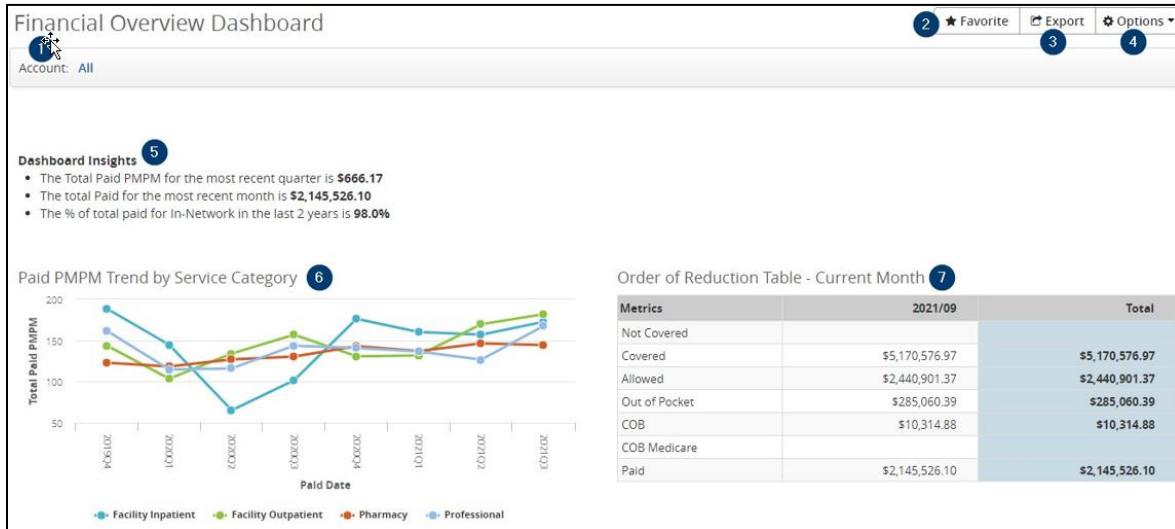 Financial Overview Dashboard
2 ★ Favorite Export Options
1 3 4
Account: All
Dashboard Insights 5
• The Total Paid PMPM for the most recent quarter is $666.17
• The total Paid for the most recent month is $2,145,526.10
• The % of total paid for In-Network in the last 2 years is 98.0%
Paid PMPM Trend by Service Category 6
200
150
100
50
Total Paid PMPM
2019Q4 2020Q1 2020Q2 2020Q3 2020Q4 2021Q1 2021Q2 2021Q3
Paid Date
Facility Inpatient Facility Outpatient Pharmacy Professional
Order of Reduction Table - Current Month 7
Metrics 2021/09 Total
Not Covered
Covered $5,170,576.97 $5,170,576.97
Allowed $2,440,901.37 $2,440,901.37
Out of Pocket $285,060.39 $285,060.39
COB $10,314.88 $10,314.88
COB Medicare
Paid $2,145,526.10 $2,145,526.10